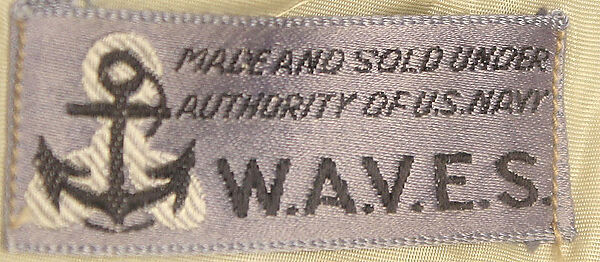 MADE AND SOLD UNDER
AUTHORITY OF U.S. NAVY
W.A.V.E.S.